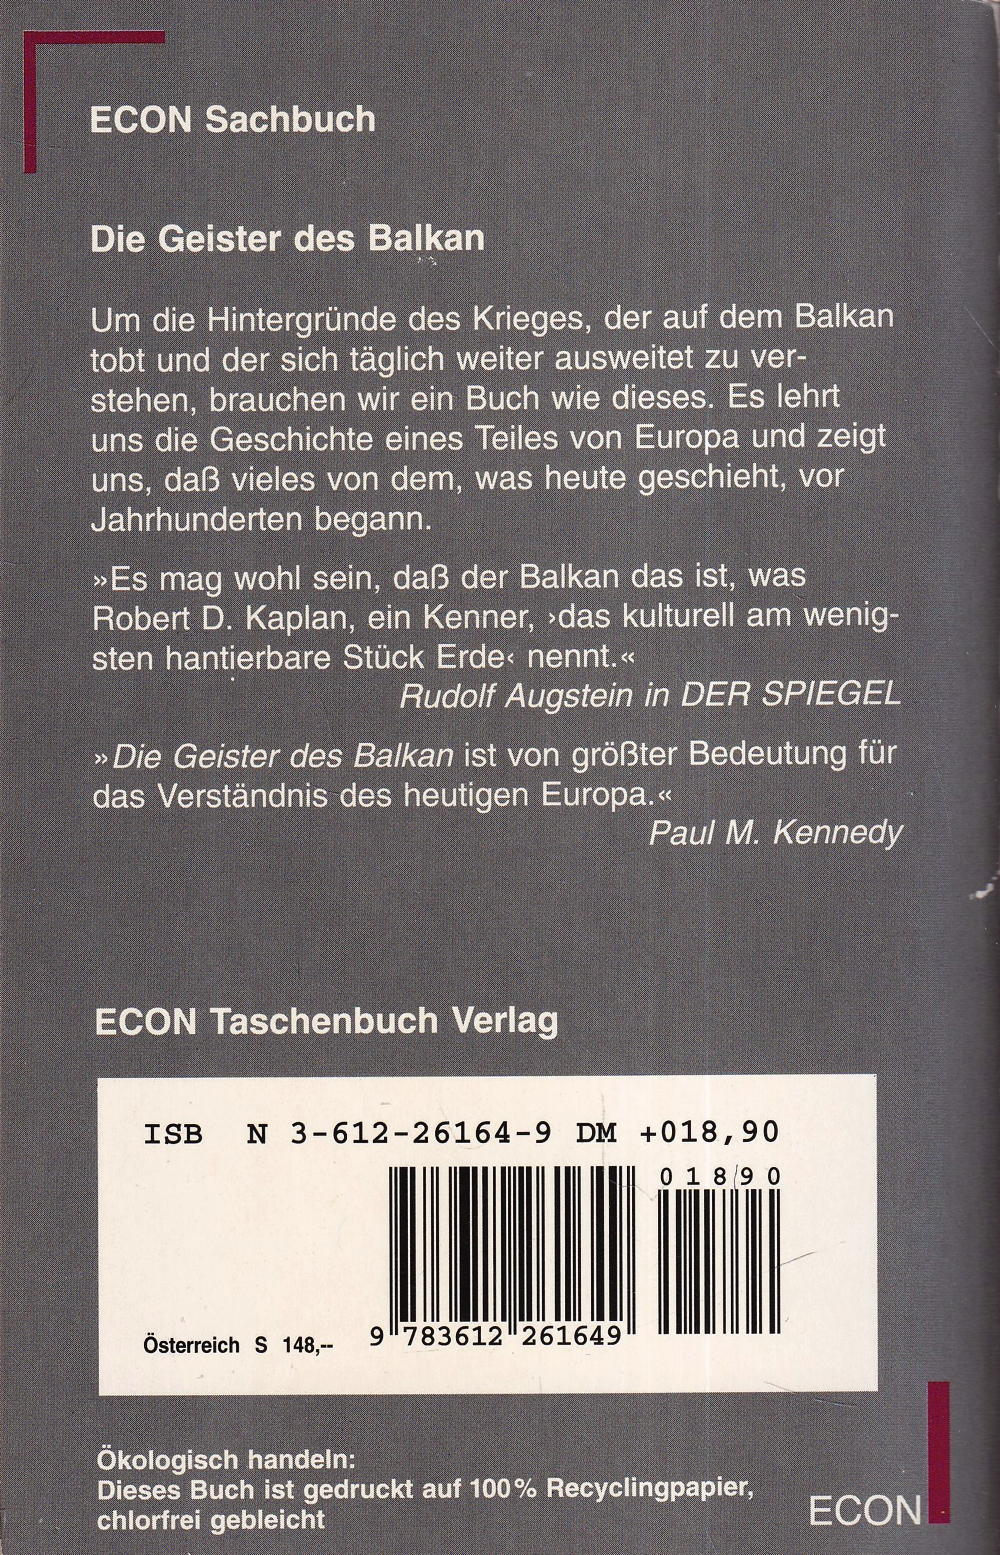 ECON Sachbuch
Die Geister des Balkan
Um die Hintergründe des Krieges, der auf dem Balkan
tobt und der sich täglich weiter ausweitet zu ver-
stehen, brauchen wir ein Buch wie dieses. Es lehrt
uns die Geschichte eines Teiles von Europa und zeigt
uns, daß vieles von dem, was heute geschieht, vor
Jahrhunderten begann.
»Es mag wohl sein, daß der Balkan das ist, was
Robert D. Kaplan, ein Kenner, ›das kulturell am wenig-
sten hantierbare Stück Erde‹ nennt.«
Rudolf Augstein in DER SPIEGEL
»Die Geister des Balkan ist von größter Bedeutung für
das Verständnis des heutigen Europa.«
Paul M. Kennedy
ECON Taschenbuch Verlag
ISB N 3-612-26164-9 DM +018,90
01890
9 783612 261649
Österreich S 148,--
Ökologisch handeln:
Dieses Buch ist gedruckt auf 100% Recyclingpapier,
chlorfrei gebleicht
ECON